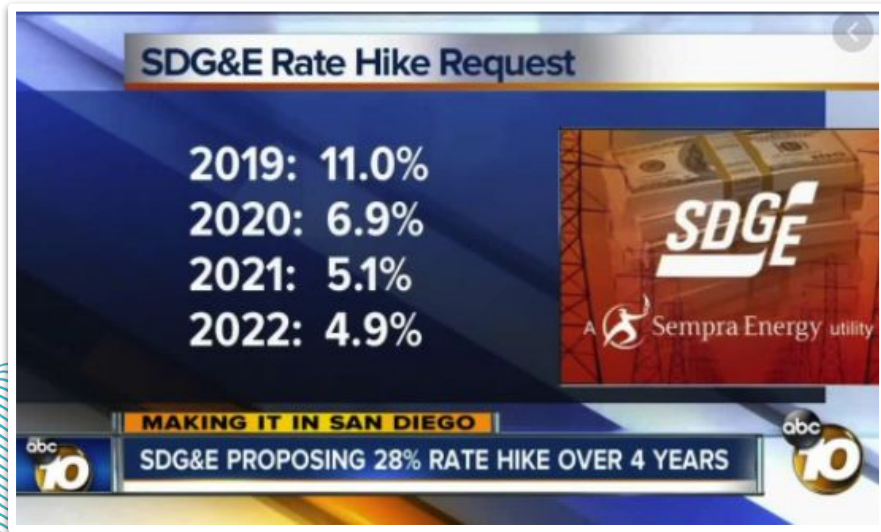 SDG&E Rate Hike Request
2019: 11.0%
2020: 6.9%
2021: 5.1%
2022: 4.9%
SDGE
A Sempra Energy utility
MAKING IT IN SAN DIEGO
SDG&E PROPOSING 28% RATE HIKE OVER 4 YEARS
abc
10
abc
10